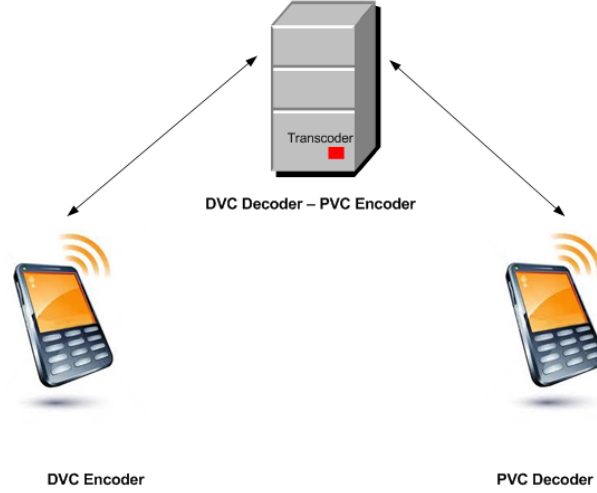 Transcoder
DVC Decoder – PVC Encoder
DVC Encoder
PVC Decoder